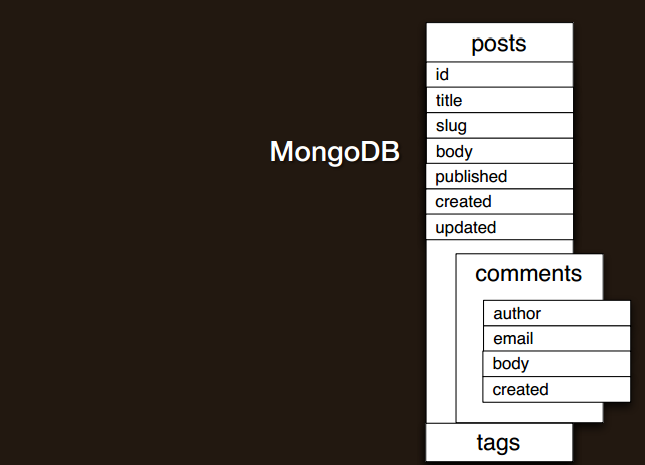 posts
id
title
slug
MongoDB
body
published
created
updated
comments
author
email
body
created
tags